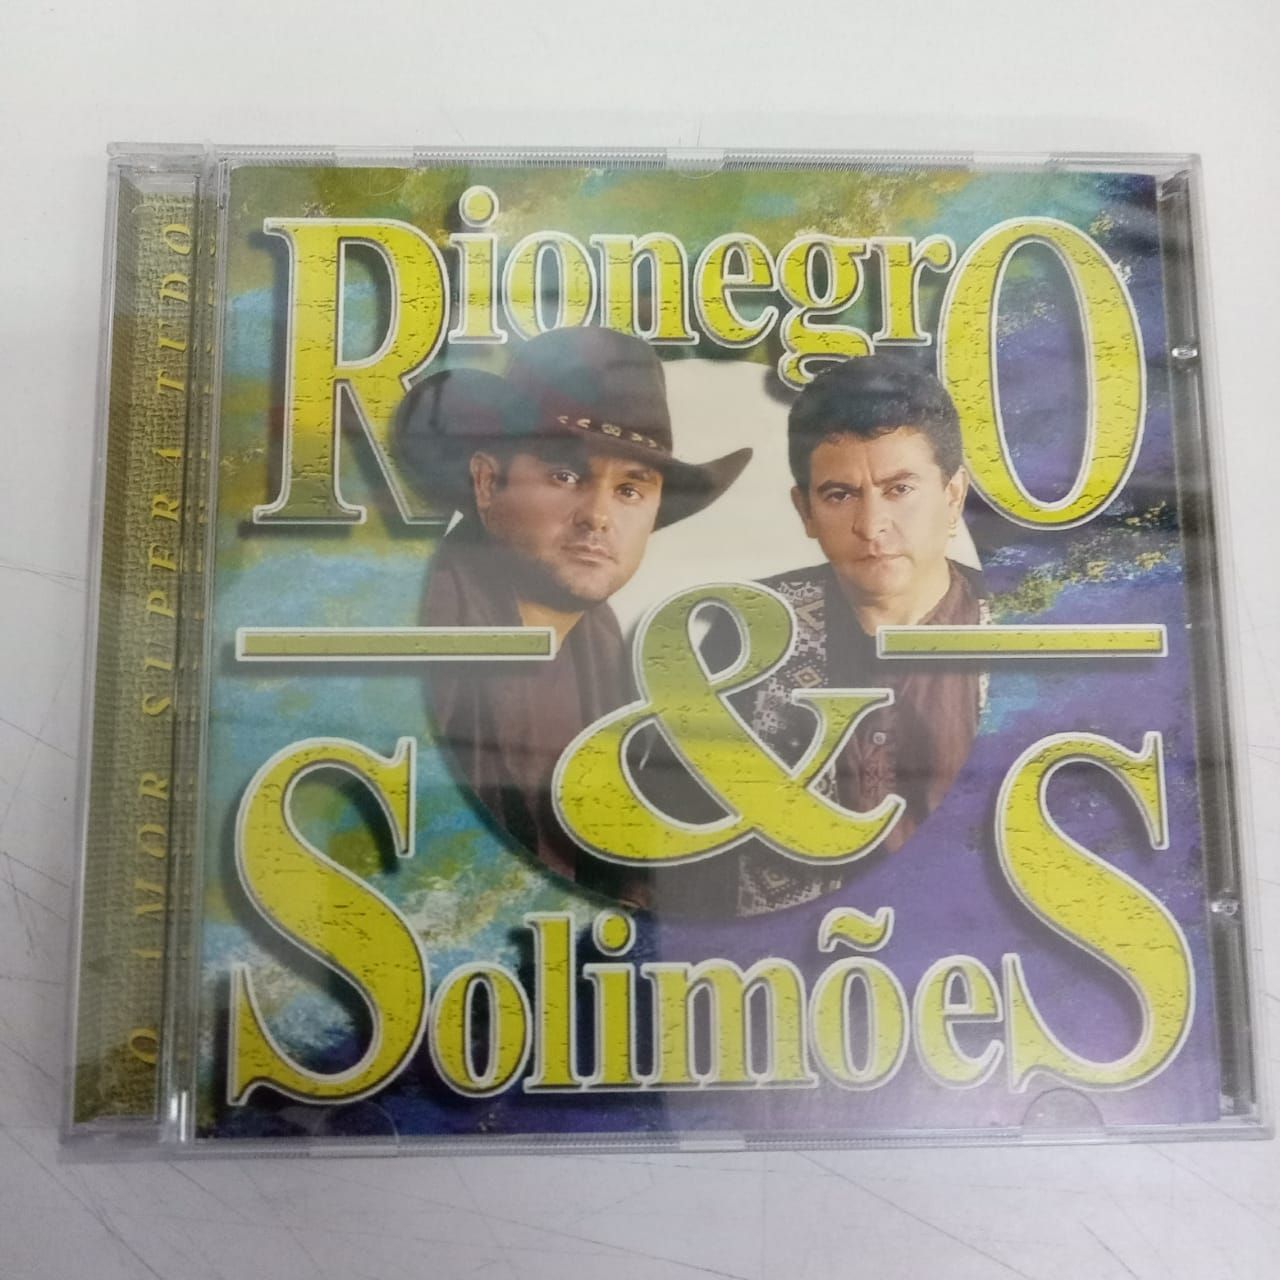 Rionegro
&
Solimões
O AMOR SUPERA TUDO